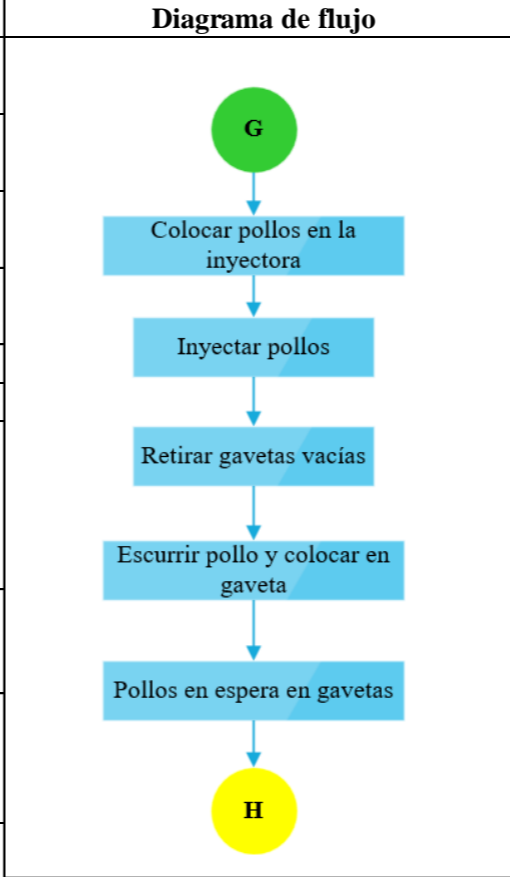 Diagrama de flujo
G
Colocar pollos en la
inyectora
Inyectar pollos
Retirar gavetas vacías
Escurrir pollo y colocar en
gaveta
Pollos en espera en gavetas
H